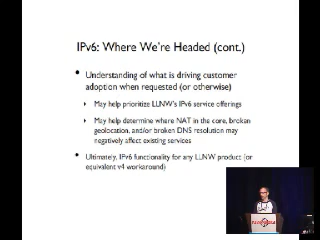 IPv6: Where We're Headed (cont.)
Understanding of what is driving customer
adoption when requested (or otherwise)
May help prioritize LLNW's IPv6 service offerings
May help determine where NAT in the core, broken
geolocation, and/or broken DNS resolution may
negatively affect existing services
Ultimately, IPv6 functionality for any LLNW product (or
equivalent v4 workaround)